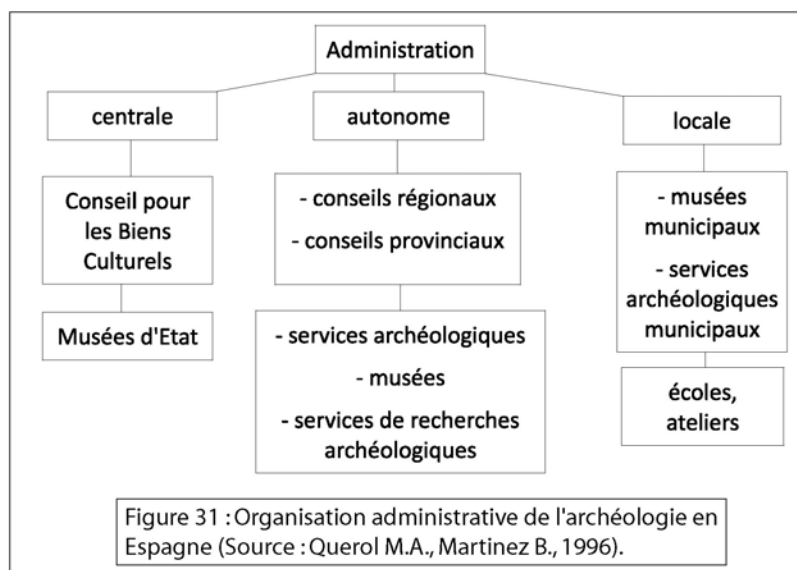 Administration
centrale
autonome
locale
Conseil pour
les Biens
Culturels
Musées d'Etat
- conseils régionaux
- conseils provinciaux
- services archéologiques
- musées
- services de recherches
archéologiques
- musées
municipaux
- services
archéologiques
municipaux
écoles,
ateliers
Figure 31 : Organisation administrative de l'archéologie en
Espagne (Source : Querol M.A., Martinez B., 1996).